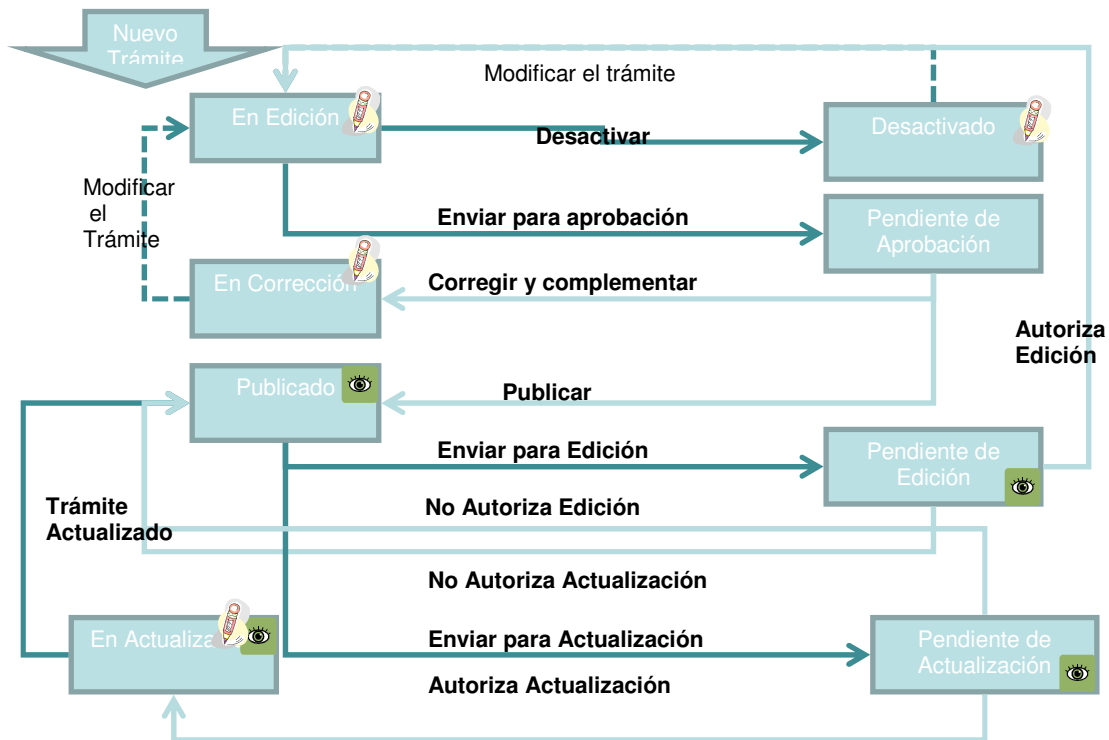 Nuevo
Trámite
Modificar el trámite
En Edición
Desactivado
Desactivar
Modificar
el
Trámite
Enviar para aprobación
Pendiente de
Aprobación
En Corrección
Corregir y complementar
Autoriza
Edición
Publicado
Publicar
Enviar para Edición
Pendiente de
Edición
Trámite
Actualizado
No Autoriza Edición
No Autoriza Actualización
En Actualiza
Enviar para Actualización
Pendiente de
Actualización
Autoriza Actualización